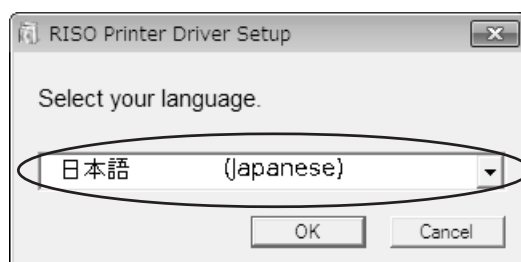 RISO Printer Driver Setup
Select your language.
日本語 (Japanese)
OK Cancel